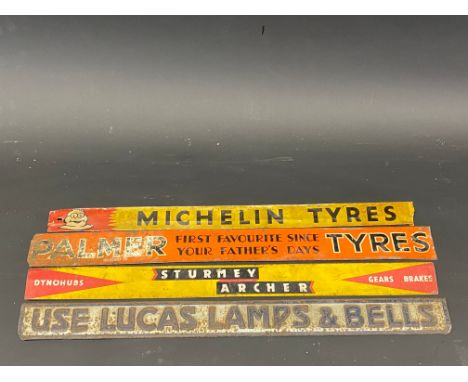 MICHELIN TYRES
PALMER FIRST FAVOURITE SINCE YOUR FATHER'S DAYS TYRES
DYNOHUBS STURMEY ARCHER GEARS BRAKES
USE LUCAS LAMPS & BELLS